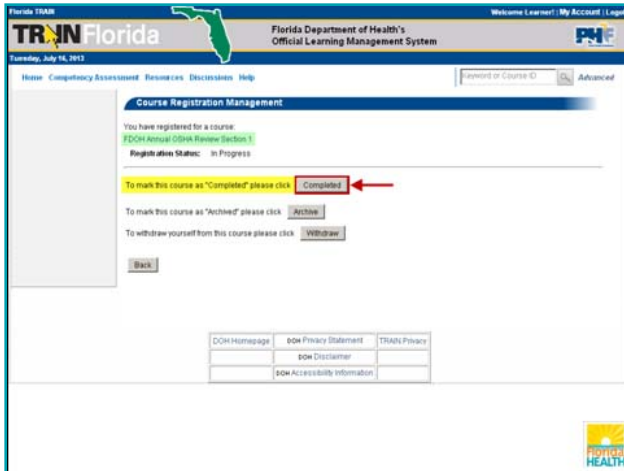 Florida TRAIN
Welcome Learner! | My Account | Logo
TRAIN Florida
Florida Department of Health's
Official Learning Management System
PHF
Tuesday, July 16, 2013
Home Competency Assessment Resources Discussions Help
Keyword or Course ID
Advanced
Course Registration Management
You have registered for a course:
FDOH Annual OSHA Review Section 1
Registration Status: In Progress
To mark this course as "Completed" please click Completed
To mark this course as "Archived" please click Archive
To withdraw yourself from this course please click Withdraw
Back
DOH Homepage DOH Privacy Statement TRAIN Privacy
DOH Disclaimer
DOH Accessibility Information
Florida
HEALTH